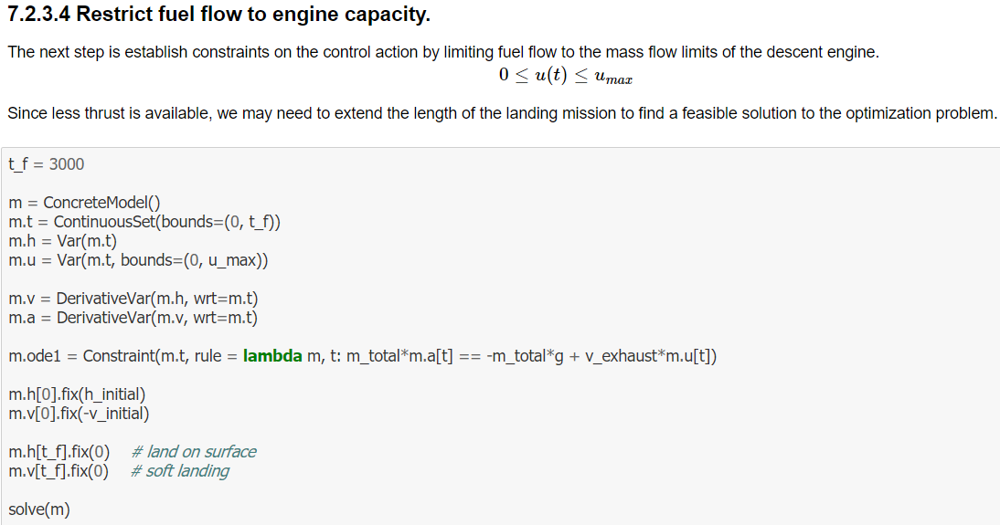 7.2.3.4 Restrict fuel flow to engine capacity.
The next step is establish constraints on the control action by limiting fuel flow to the mass flow limits of the descent engine.
0 ≤ u(t) ≤ u_max
Since less thrust is available, we may need to extend the length of the landing mission to find a feasible solution to the optimization problem.
t_f = 3000
m = ConcreteModel()
m.t = ContinuousSet(bounds=(0, t_f))
m.h = Var(m.t)
m.u = Var(m.t, bounds=(0, u_max))
m.v = DerivativeVar(m.h, wrt=m.t)
m.a = DerivativeVar(m.v, wrt=m.t)
m.ode1 = Constraint(m.t, rule = lambda m, t: m_total*m.a[t] == -m_total*g + v_exhaust*m.u[t])
m.h[0].fix(h_initial)
m.v[0].fix(-v_initial)
m.h[t_f].fix(0) # land on surface
m.v[t_f].fix(0) # soft landing
solve(m)